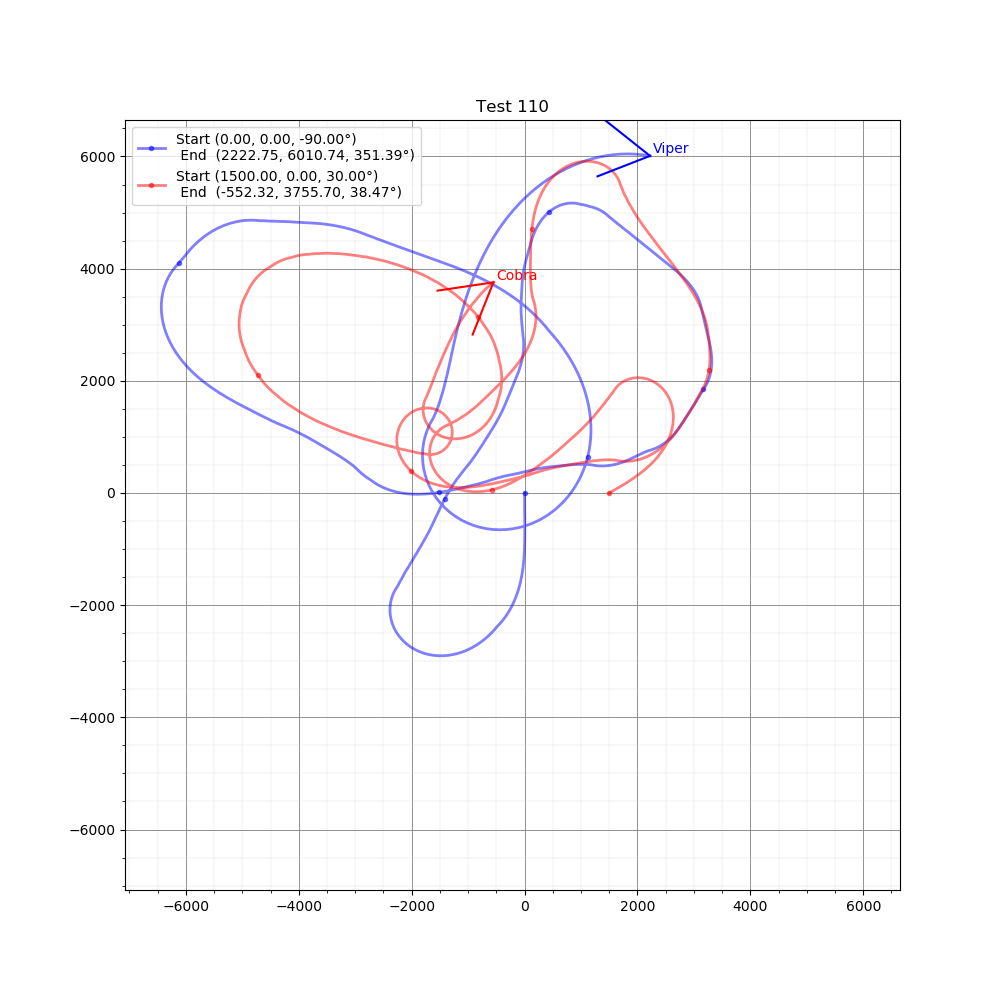 Test 110
Start (0.00, 0.00, -90.00°)
End (2222.75, 6010.74, 351.39°)
Start (1500.00, 0.00, 30.00°)
End (-552.32, 3755.70, 38.47°)
Viper
Cobra
6000
4000
2000
0
−2000
−4000
−6000
−6000 −4000 −2000 0 2000 4000 6000